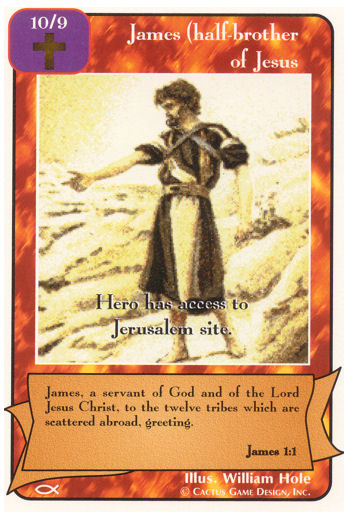 10/9
James (half-brother
of Jesus
Hero has access to
Jerusalem site.
James, a servant of God and of the Lord
Jesus Christ, to the twelve tribes which are
scattered abroad, greeting.
James 1:1
Illus. William Hole
© Cactus Game Design, Inc.